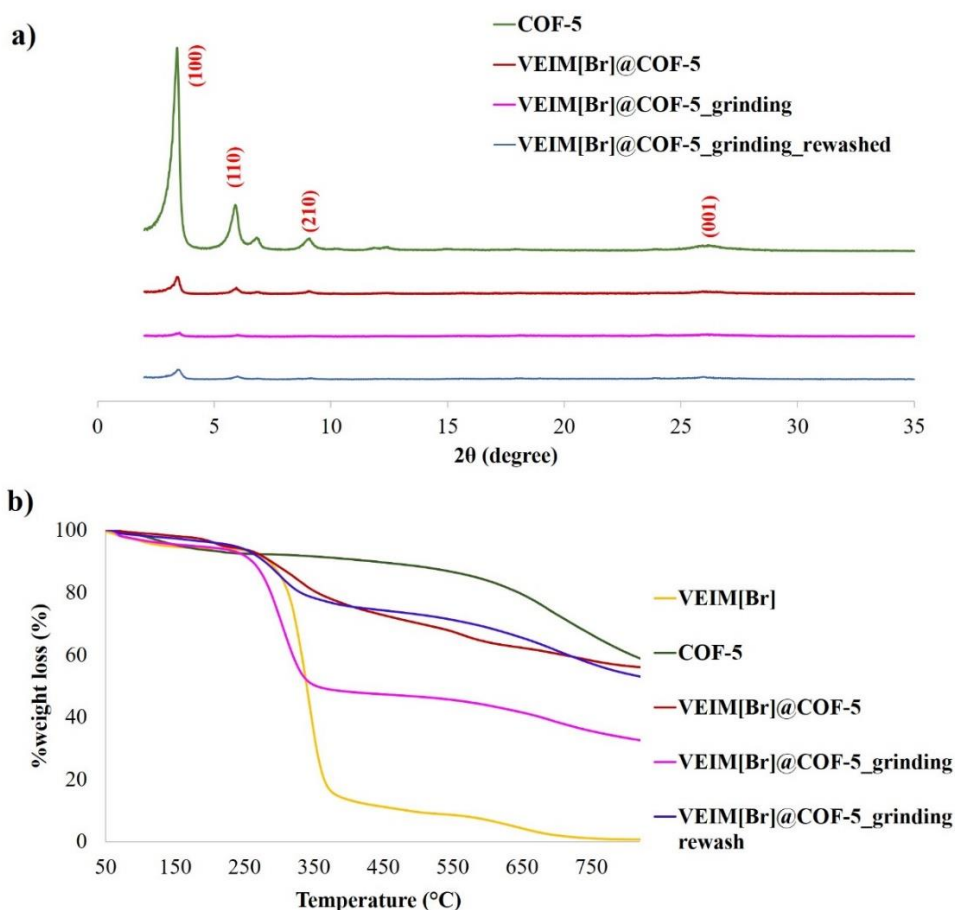 a)
COF-5
VEIM[Br]@COF-5
VEIM[Br]@COF-5_grinding
VEIM[Br]@COF-5_grinding_rewashed
(100)
(110)
(210)
(001)
0 5 10 15 20 25 30 35
2θ (degree)
b)
%weight loss (%)
100
80
60
40
20
0
50 150 250 350 450 550 650 750
Temperature (°C)
VEIM[Br]
COF-5
VEIM[Br]@COF-5
VEIM[Br]@COF-5_grinding
VEIM[Br]@COF-5_grinding
rewash